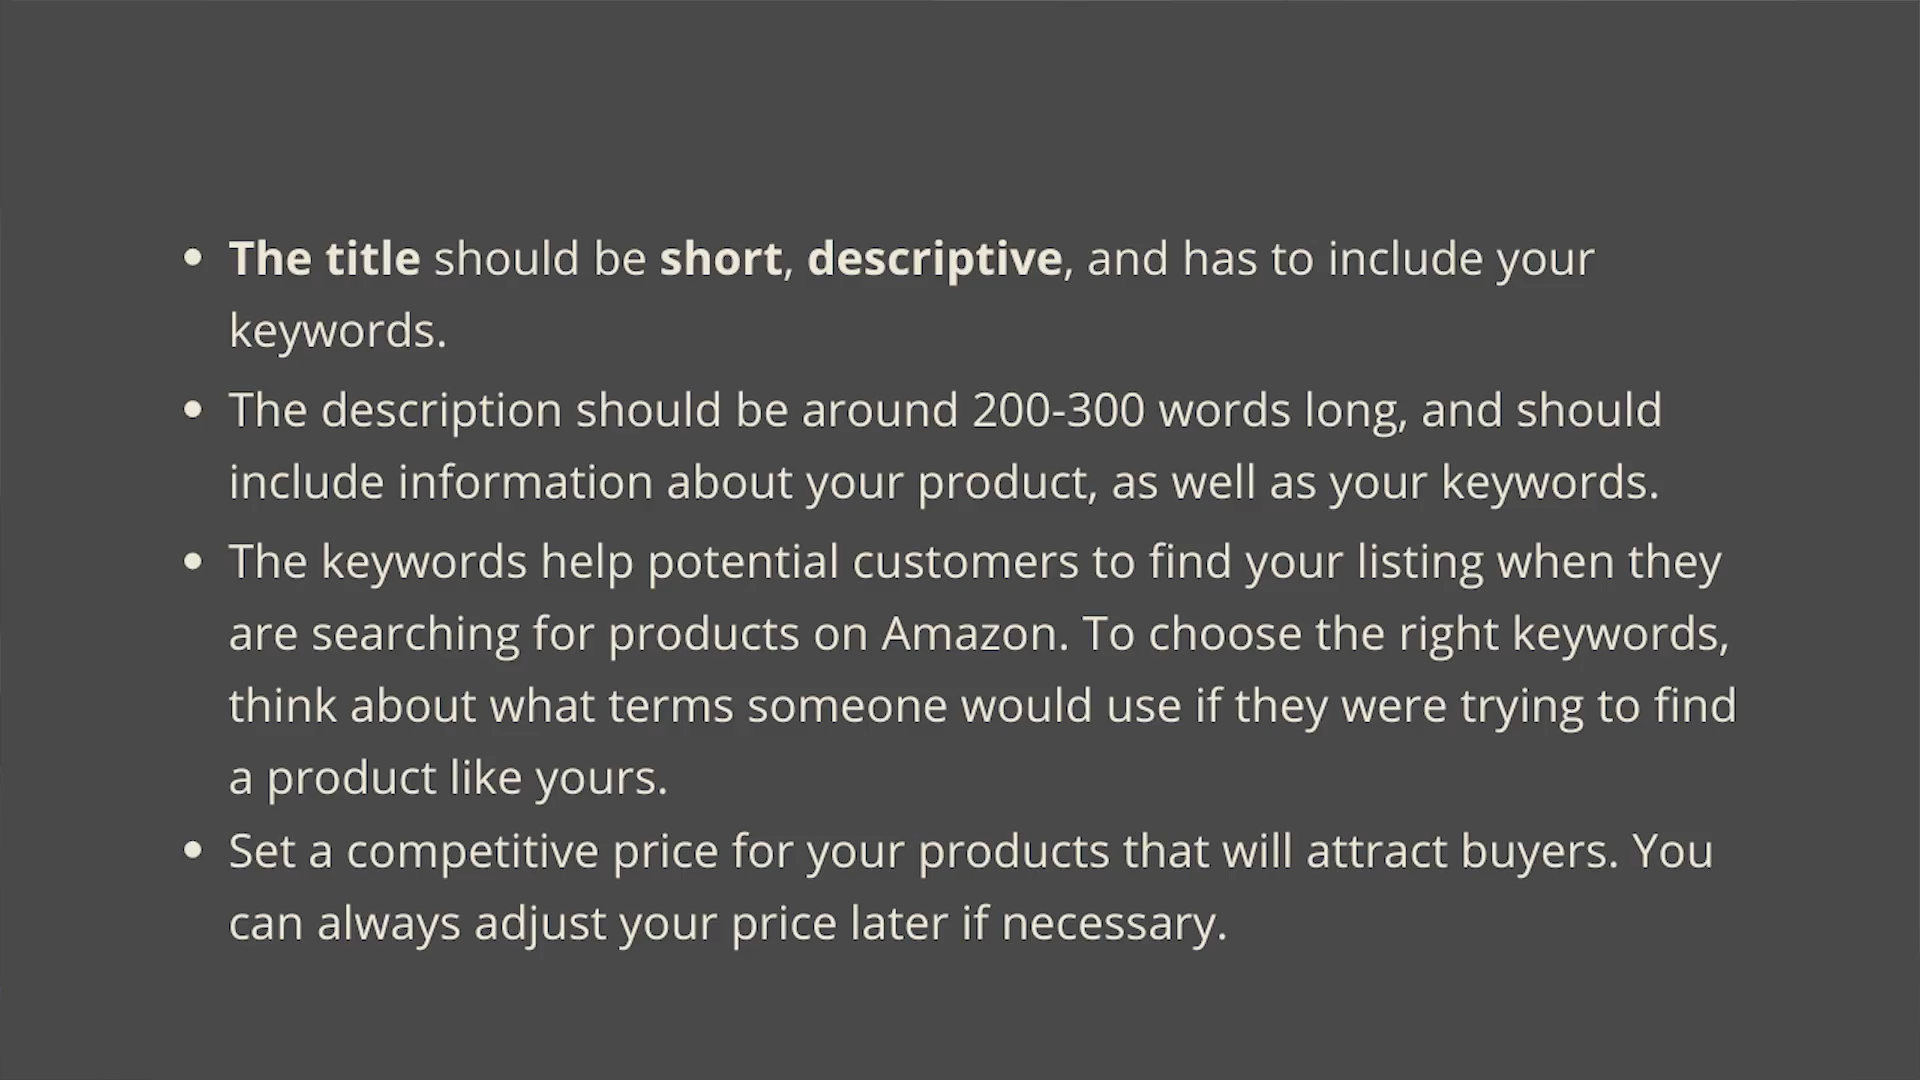 • The title should be short, descriptive, and has to include your
keywords.
• The description should be around 200-300 words long, and should
include information about your product, as well as your keywords.
• The keywords help potential customers to find your listing when they
are searching for products on Amazon. To choose the right keywords,
think about what terms someone would use if they were trying to find
a product like yours.
• Set a competitive price for your products that will attract buyers. You
can always adjust your price later if necessary.